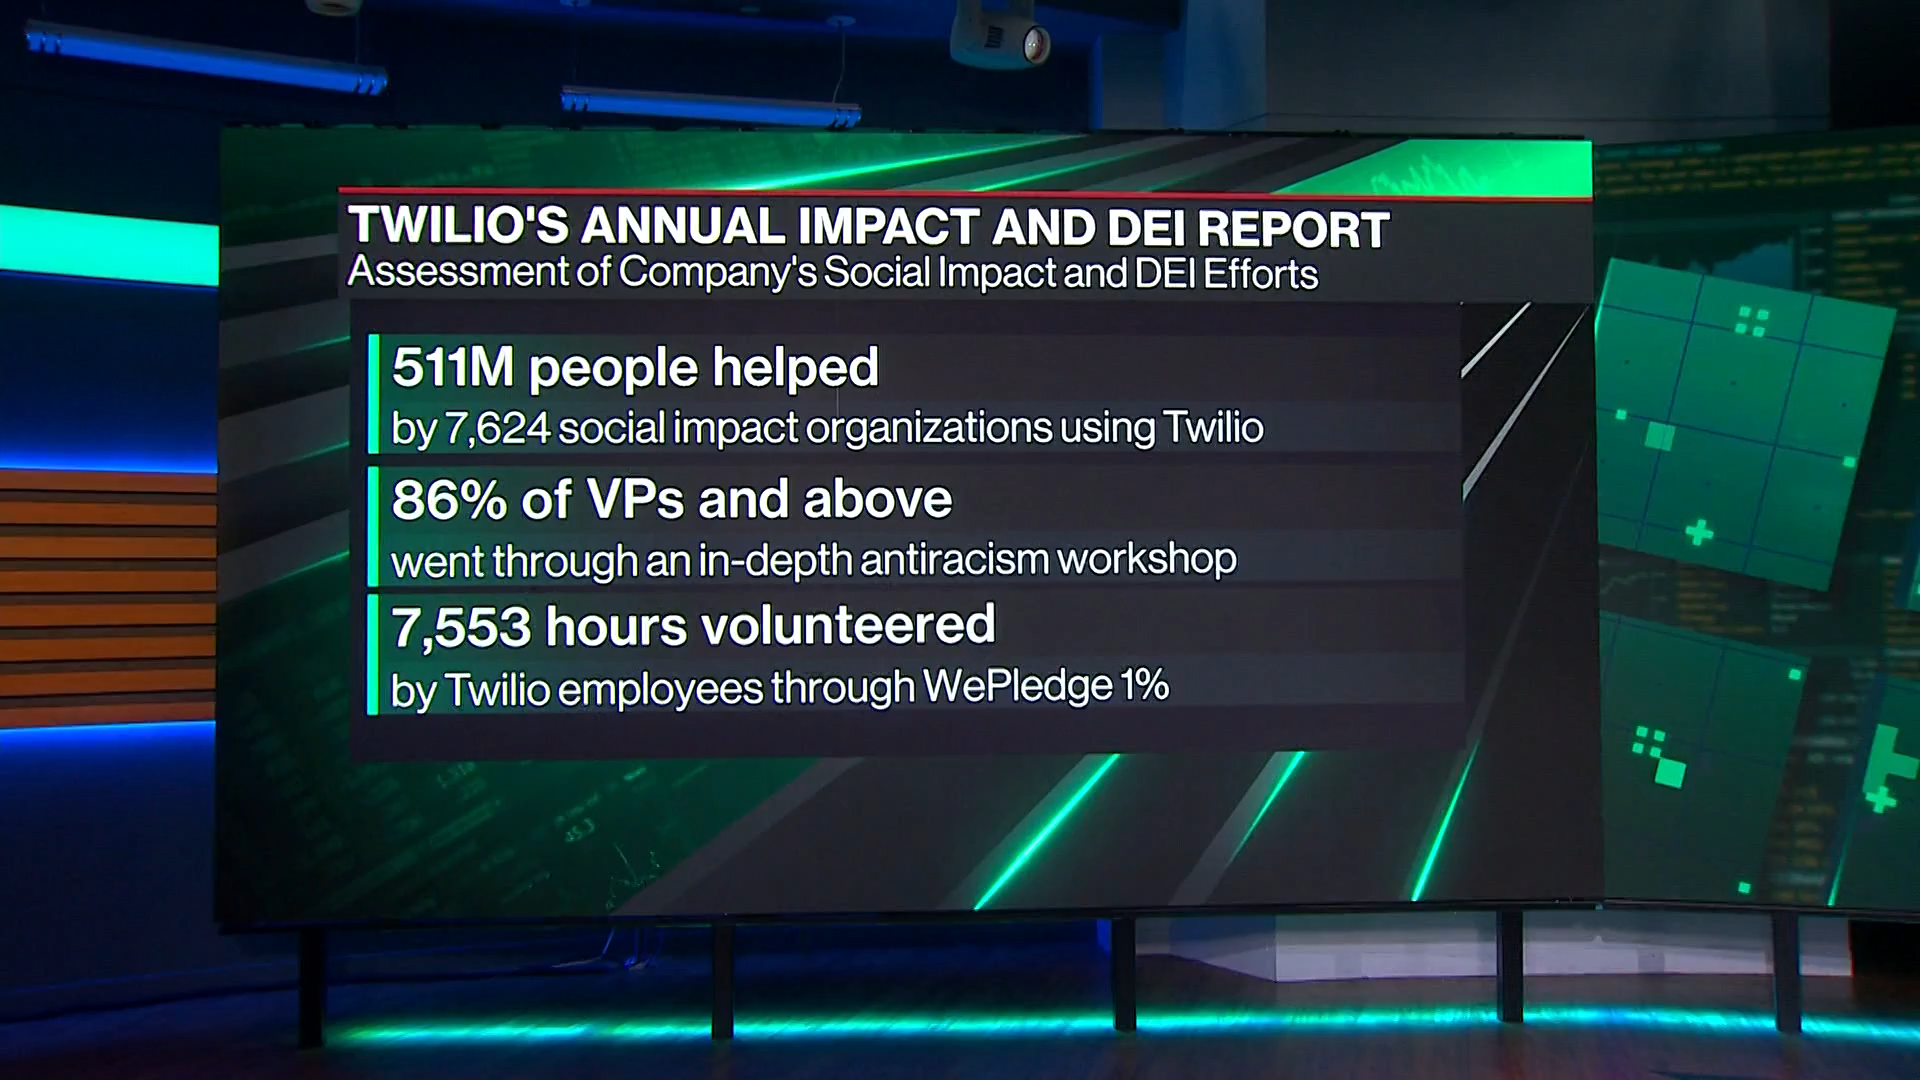 TWILIO'S ANNUAL IMPACT AND DEI REPORT
Assessment of Company's Social Impact and DEI Efforts
511M people helped
by 7,624 social impact organizations using Twilio
86% of VPs and above
went through an in-depth antiracism workshop
7,553 hours volunteered
by Twilio employees through WePledge 1%